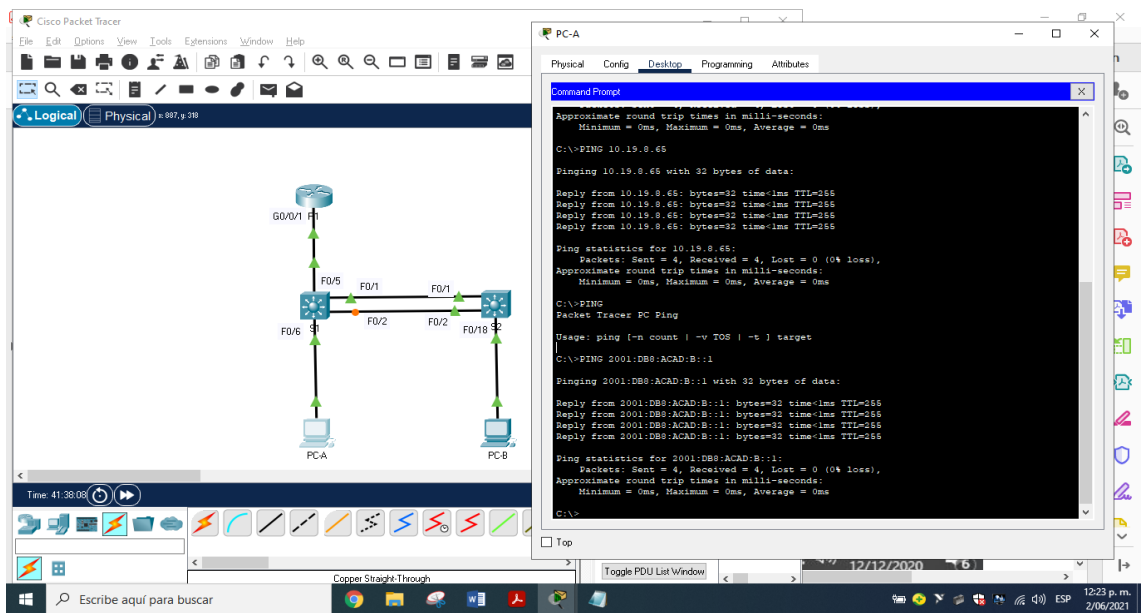 Cisco Packet Tracer
File Edit Options View Tools Extensions Window Help
Logical Physical x: 887, y: 318
G0/0/1 R1
F0/5 F0/1 F0/1
F0/6 S1 F0/2 F0/2 F0/18 S2
PC-A PC-B
Time: 41:38:08
Copper Straight-Through
PC-A
Physical Config Desktop Programming Attributes
Command Prompt X
Approximate round trip times in milli-seconds:
Minimum = 0ms, Maximum = 0ms, Average = 0ms
C:\>PING 10.19.8.65
Pinging 10.19.8.65 with 32 bytes of data:
Reply from 10.19.8.65: bytes=32 time<1ms TTL=255
Reply from 10.19.8.65: bytes=32 time<1ms TTL=255
Reply from 10.19.8.65: bytes=32 time<1ms TTL=255
Reply from 10.19.8.65: bytes=32 time<1ms TTL=255
Ping statistics for 10.19.8.65:
Packets: Sent = 4, Received = 4, Lost = 0 (0% loss),
Approximate round trip times in milli-seconds:
Minimum = 0ms, Maximum = 0ms, Average = 0ms
C:\>PING
Packet Tracer PC Ping
Usage: ping [-n count | -v TOS | -t ] target
C:\>PING 2001:DB8:ACAD:B::1
Pinging 2001:DB8:ACAD:B::1 with 32 bytes of data:
Reply from 2001:DB8:ACAD:B::1: bytes=32 time<1ms TTL=255
Reply from 2001:DB8:ACAD:B::1: bytes=32 time<1ms TTL=255
Reply from 2001:DB8:ACAD:B::1: bytes=32 time<1ms TTL=255
Reply from 2001:DB8:ACAD:B::1: bytes=32 time<1ms TTL=255
Ping statistics for 2001:DB8:ACAD:B::1:
Packets: Sent = 4, Received = 4, Lost = 0 (0% loss),
Approximate round trip times in milli-seconds:
Minimum = 0ms, Maximum = 0ms, Average = 0ms
C:\>
Top
Toggle PDU List Window
12/12/2020
Escribe aquí para buscar
ESP
12:23 p. m.
2/06/2021